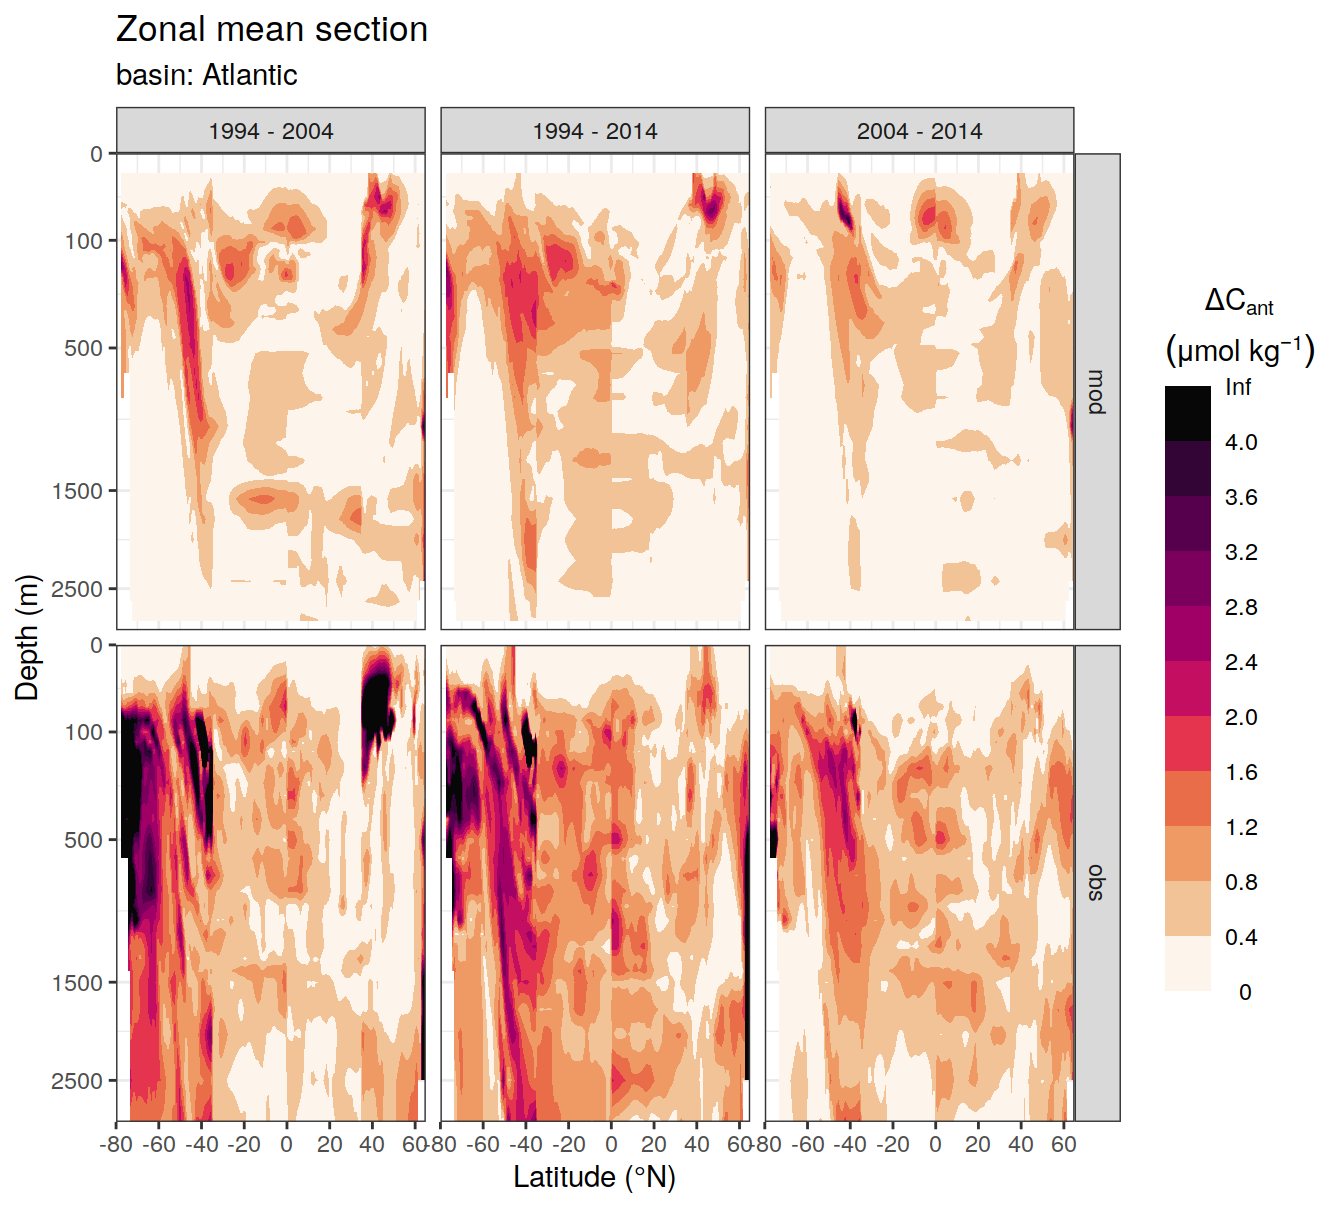 Zonal mean section
basin: Atlantic
1994 - 2004
1994 - 2014
2004 - 2014
0
100
500
1500
2500
mod
0
100
500
1500
2500
obs
Depth (m)
-80 -60 -40 -20 0 20 40 60
-80 -60 -40 -20 0 20 40 60
-80 -60 -40 -20 0 20 40 60
Latitude (°N)
ΔCant
(μmol kg⁻¹)
Inf
4.0
3.6
3.2
2.8
2.4
2.0
1.6
1.2
0.8
0.4
0